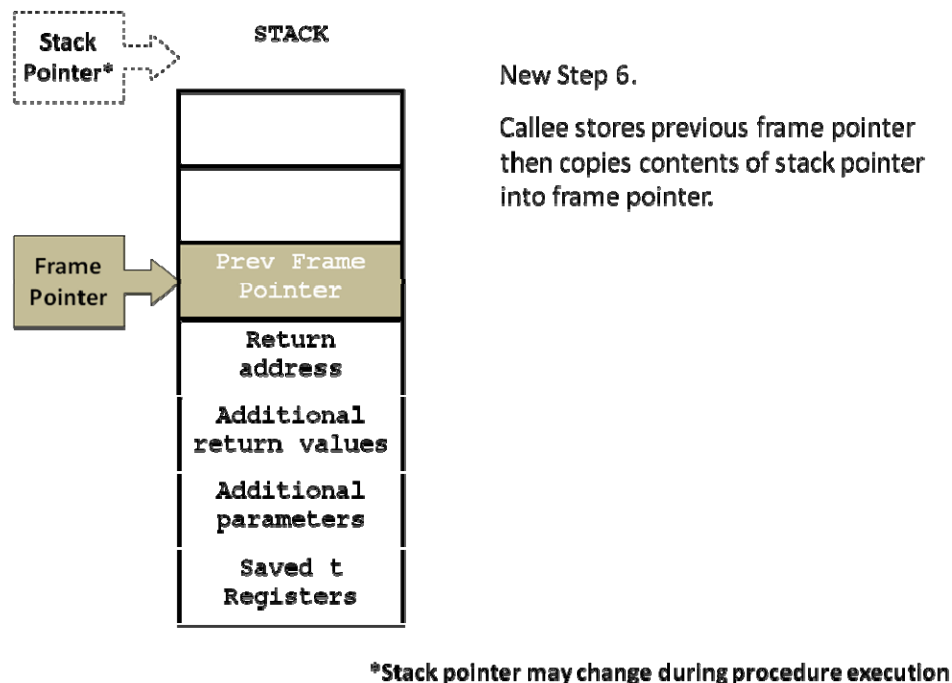 Stack
Pointer*
STACK
New Step 6.
Callee stores previous frame pointer
then copies contents of stack pointer
into frame pointer.
Frame
Pointer
Prev Frame
Pointer
Return
address
Additional
return values
Additional
parameters
Saved t
Registers
*Stack pointer may change during procedure execution